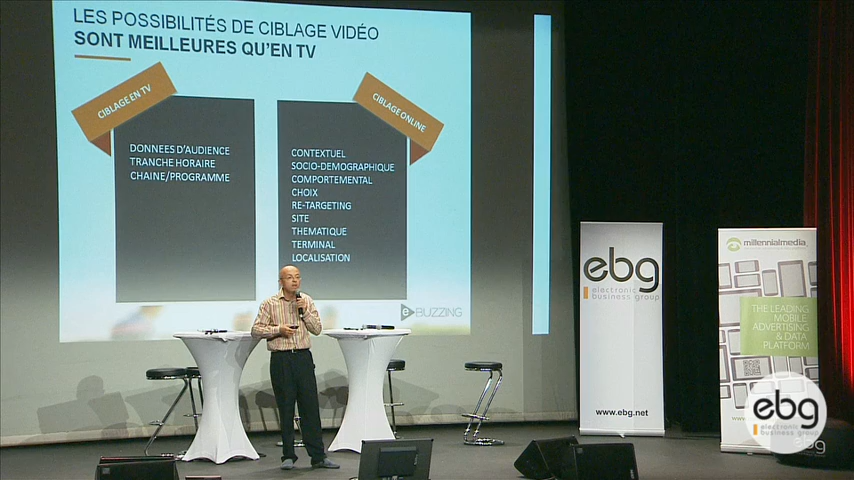 LES POSSIBILITÉS DE CIBLAGE VIDÉO
SONT MEILLEURES QU'EN TV
CIBLAGE EN TV
DONNEES D'AUDIENCE
TRANCHE HORAIRE
CHAINE/PROGRAMME
CIBLAGE ONLINE
CONTEXTUEL
SOCIO-DEMOGRAPHIQUE
COMPORTEMENTAL
CHOIX
RE-TARGETING
SITE
THEMATIQUE
TERMINAL
LOCALISATION
e BUZZING
ebg
electronic
business group
www.ebg.net
millennialmedia
THE LEADING
MOBILE
ADVERTISING
& DATA
PLATFORM
ebg
electronic
business group
ebg